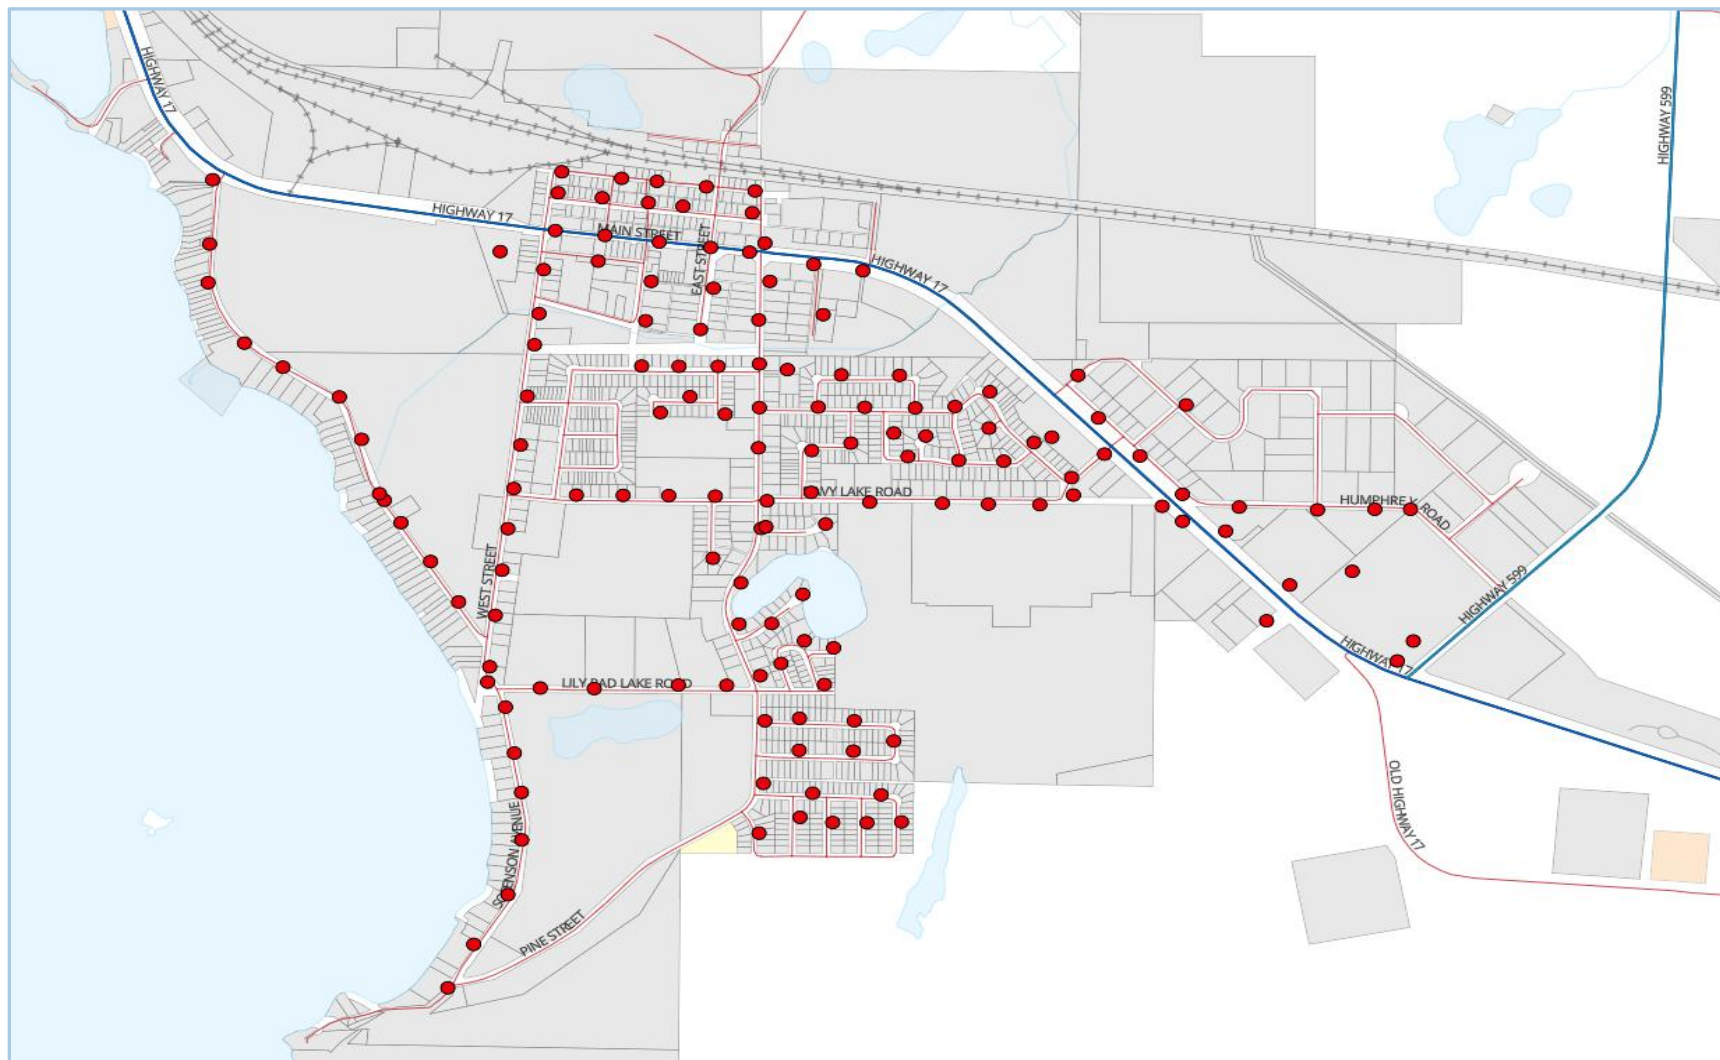 HIGHWAY 17
HIGHWAY 599
HIGHWAY 17
MAIN STREET
EAST STREET
HIGHWAY 17
LAKE ROAD
HUMPHREY ROAD
WEST STREET
HIGHWAY 599
HIGHWAY 17
LILY PAD LAKE ROAD
OLD HIGHWAY 17
AVENUE
PINE STREET